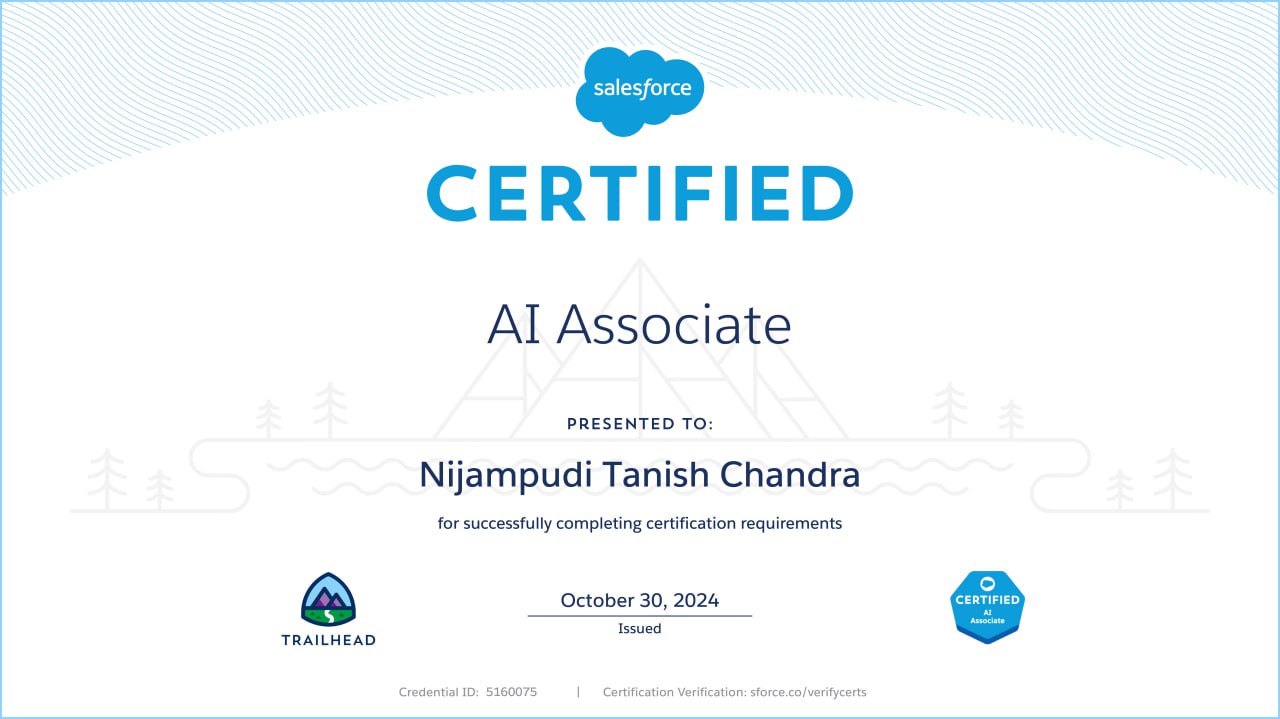 salesforce
CERTIFIED
AI Associate
PRESENTED TO:
Nijampudi Tanish Chandra
for successfully completing certification requirements
TRAILHEAD
October 30, 2024
Issued
CERTIFIED
AI
Associate
Credential ID: 5160075 | Certification Verification: sforce.co/verifycerts